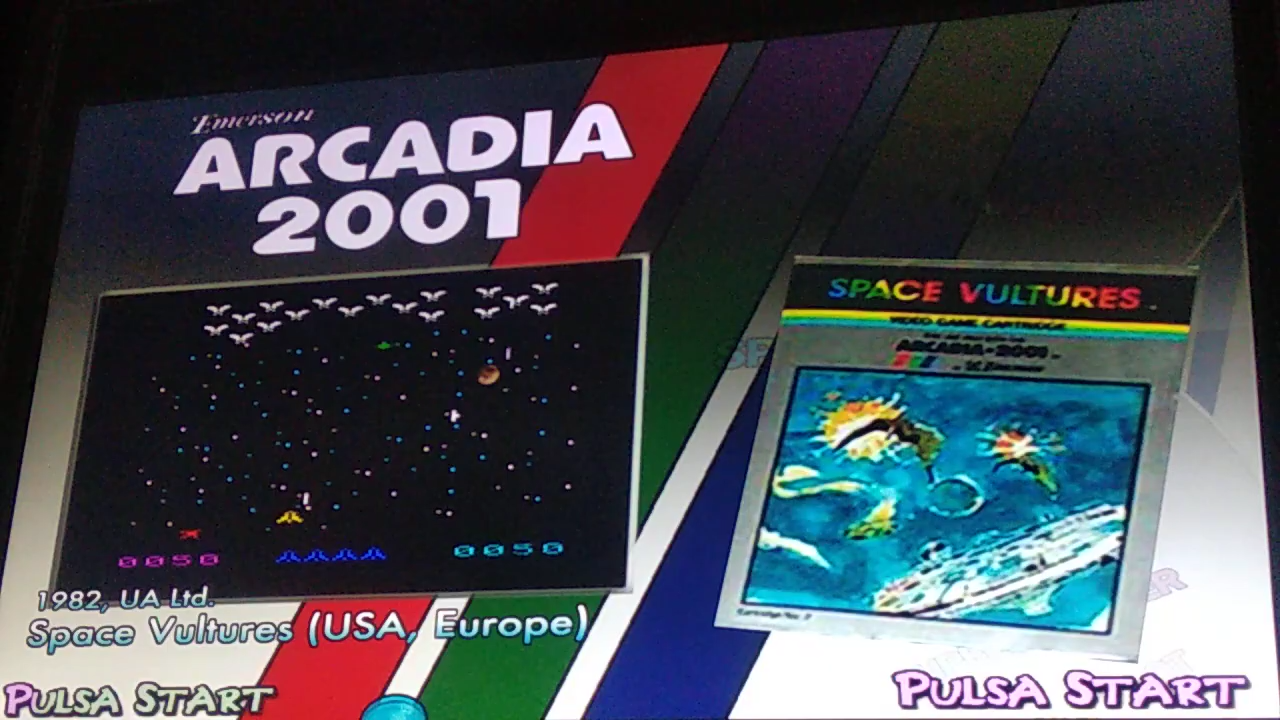 Emerson
ARCADIA
2001
0050
0050
1982, UA Ltd.
Space Vultures (USA, Europe)
PULSA START
SPACE VULTURES
VIDEO GAME CARTRIDGE
ARCADIA-2001
PULSA START